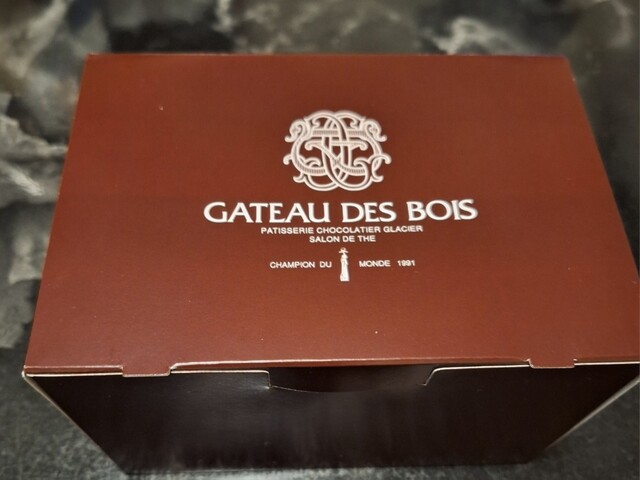 GATEAU DES BOIS
PATISSERIE CHOCOLATIER GLACIER
SALON DE THE
CHAMPION DU MONDE 1991